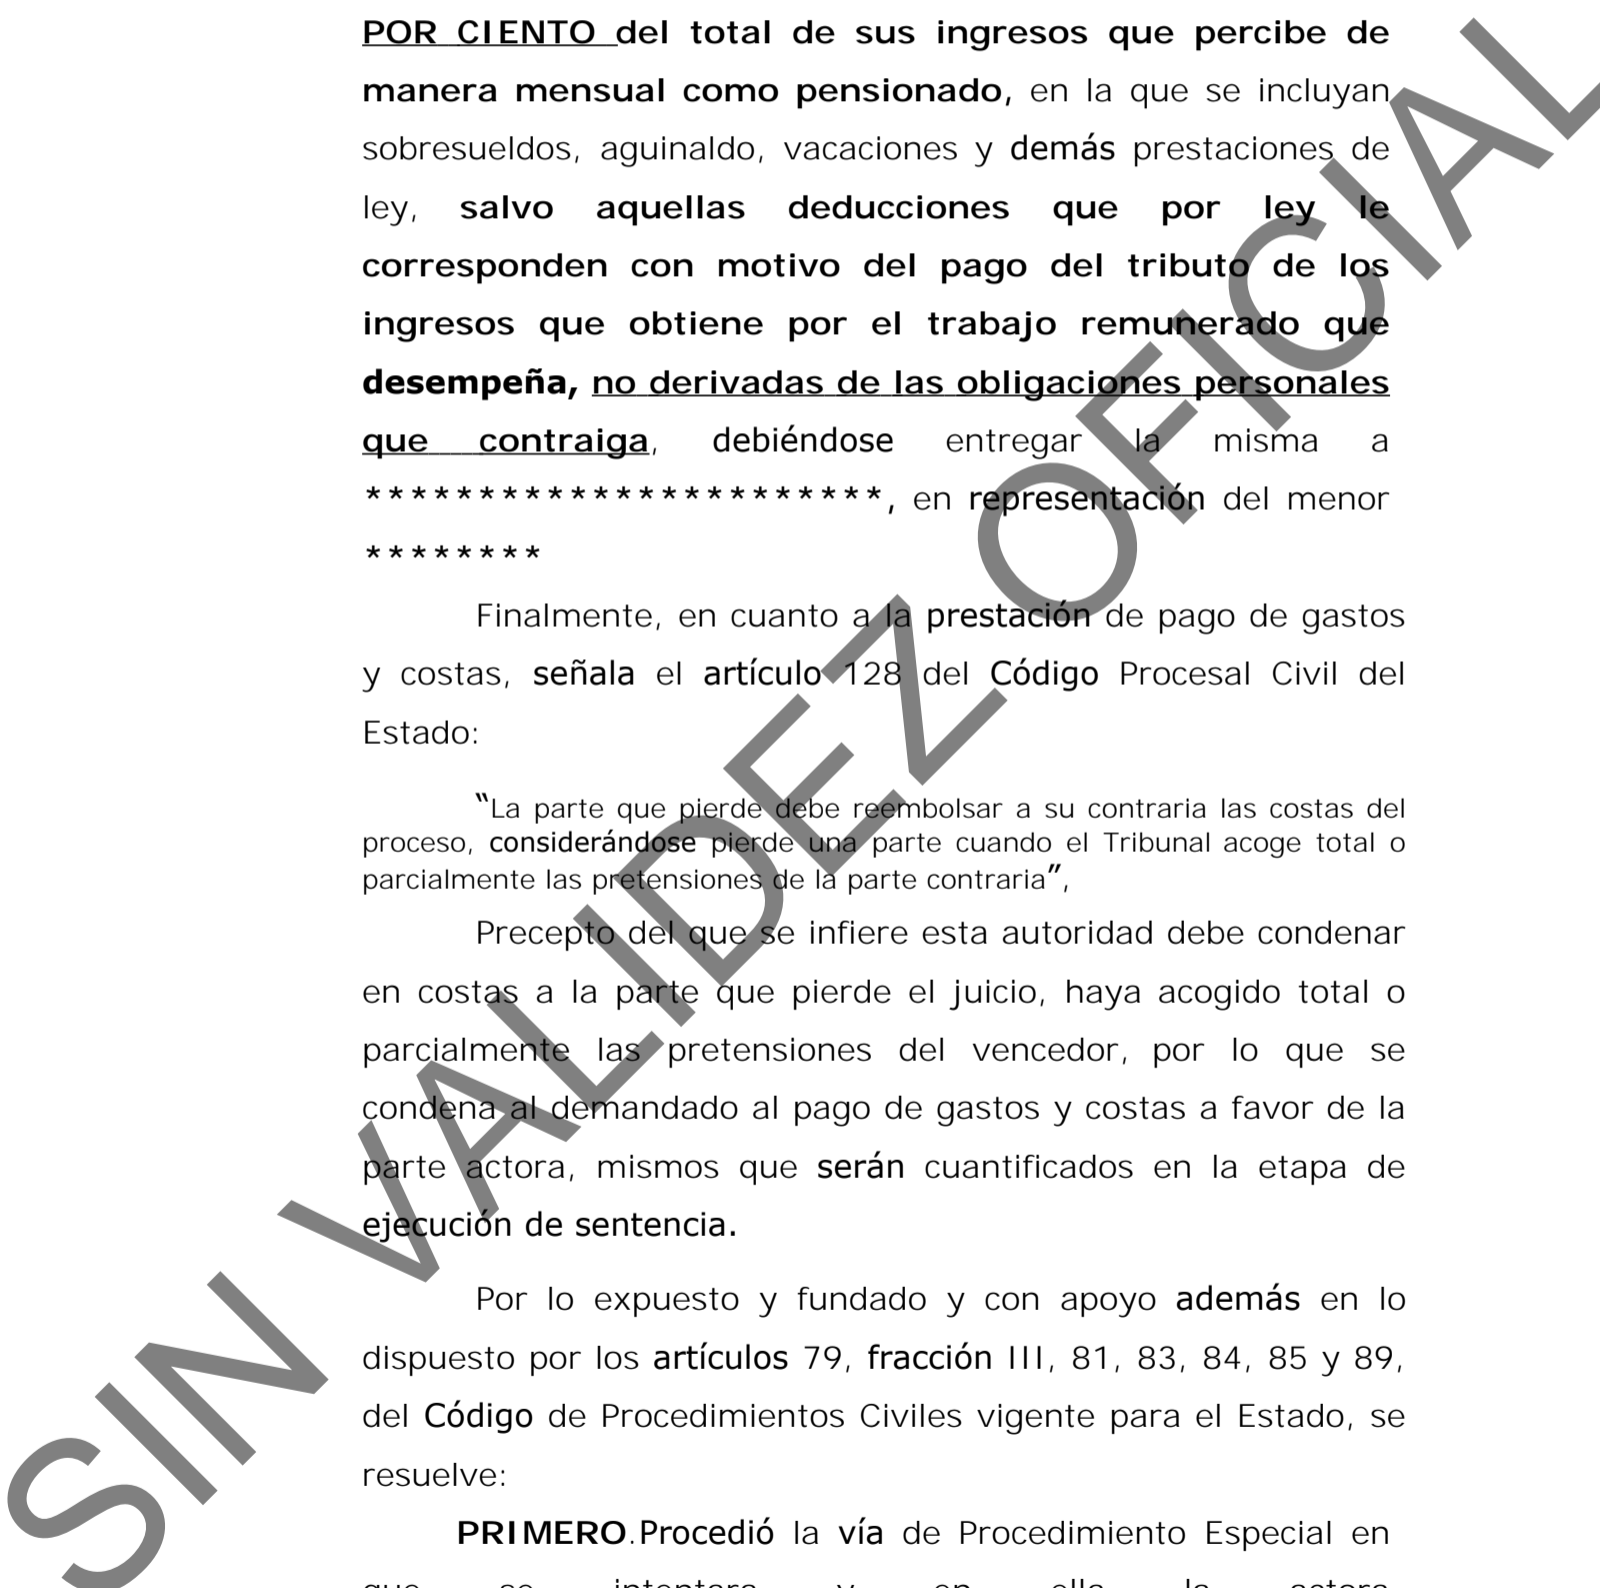 POR CIENTO del total de sus ingresos que percibe de
manera mensual como pensionado, en la que se incluyan
sobresueldos, aguinaldo, vacaciones y demás prestaciones de
ley, salvo aquellas deducciones que por ley le
corresponden con motivo del pago del tributo de los
ingresos que obtiene por el trabajo remunerado que
desempeña, no derivadas de las obligaciones personales
que contraiga, debiéndose entregar la misma a
***********************, en representación del menor
********
Finalmente, en cuanto a la prestación de pago de gastos
y costas, señala el artículo 128 del Código Procesal Civil del
Estado:
“La parte que pierde debe reembolsar a su contraria las costas del
proceso, considerándose pierde una parte cuando el Tribunal acoge total o
parcialmente las pretensiones de la parte contraria”,
Precepto del que se infiere esta autoridad debe condenar
en costas a la parte que pierde el juicio, haya acogido total o
parcialmente las pretensiones del vencedor, por lo que se
condena al demandado al pago de gastos y costas a favor de la
parte actora, mismos que serán cuantificados en la etapa de
ejecución de sentencia.
Por lo expuesto y fundado y con apoyo además en lo
dispuesto por los artículos 79, fracción III, 81, 83, 84, 85 y 89,
del Código de Procedimientos Civiles vigente para el Estado, se
resuelve:
PRIMERO.Procedió la vía de Procedimiento Especial en
que se intentara y en ella la actora
SIN VALIDEZ OFICIAL